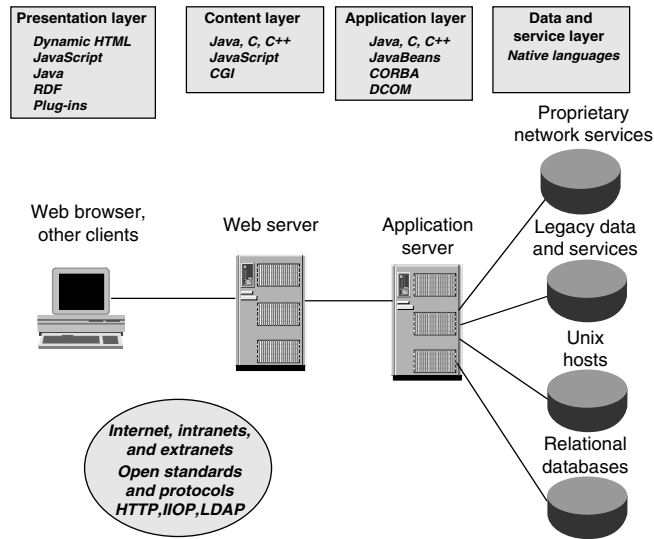 Presentation layer
Dynamic HTML
JavaScript
Java
RDF
Plug-ins
Content layer
Java, C, C++
JavaScript
CGI
Application layer
Java, C, C++
JavaBeans
CORBA
DCOM
Data and
service layer
Native languages
Proprietary
network services
Web browser,
other clients
Web server
Application
server
Legacy data
and services
Unix
hosts
Relational
databases
Internet, intranets,
and extranets
Open standards
and protocols
HTTP,IIOP,LDAP